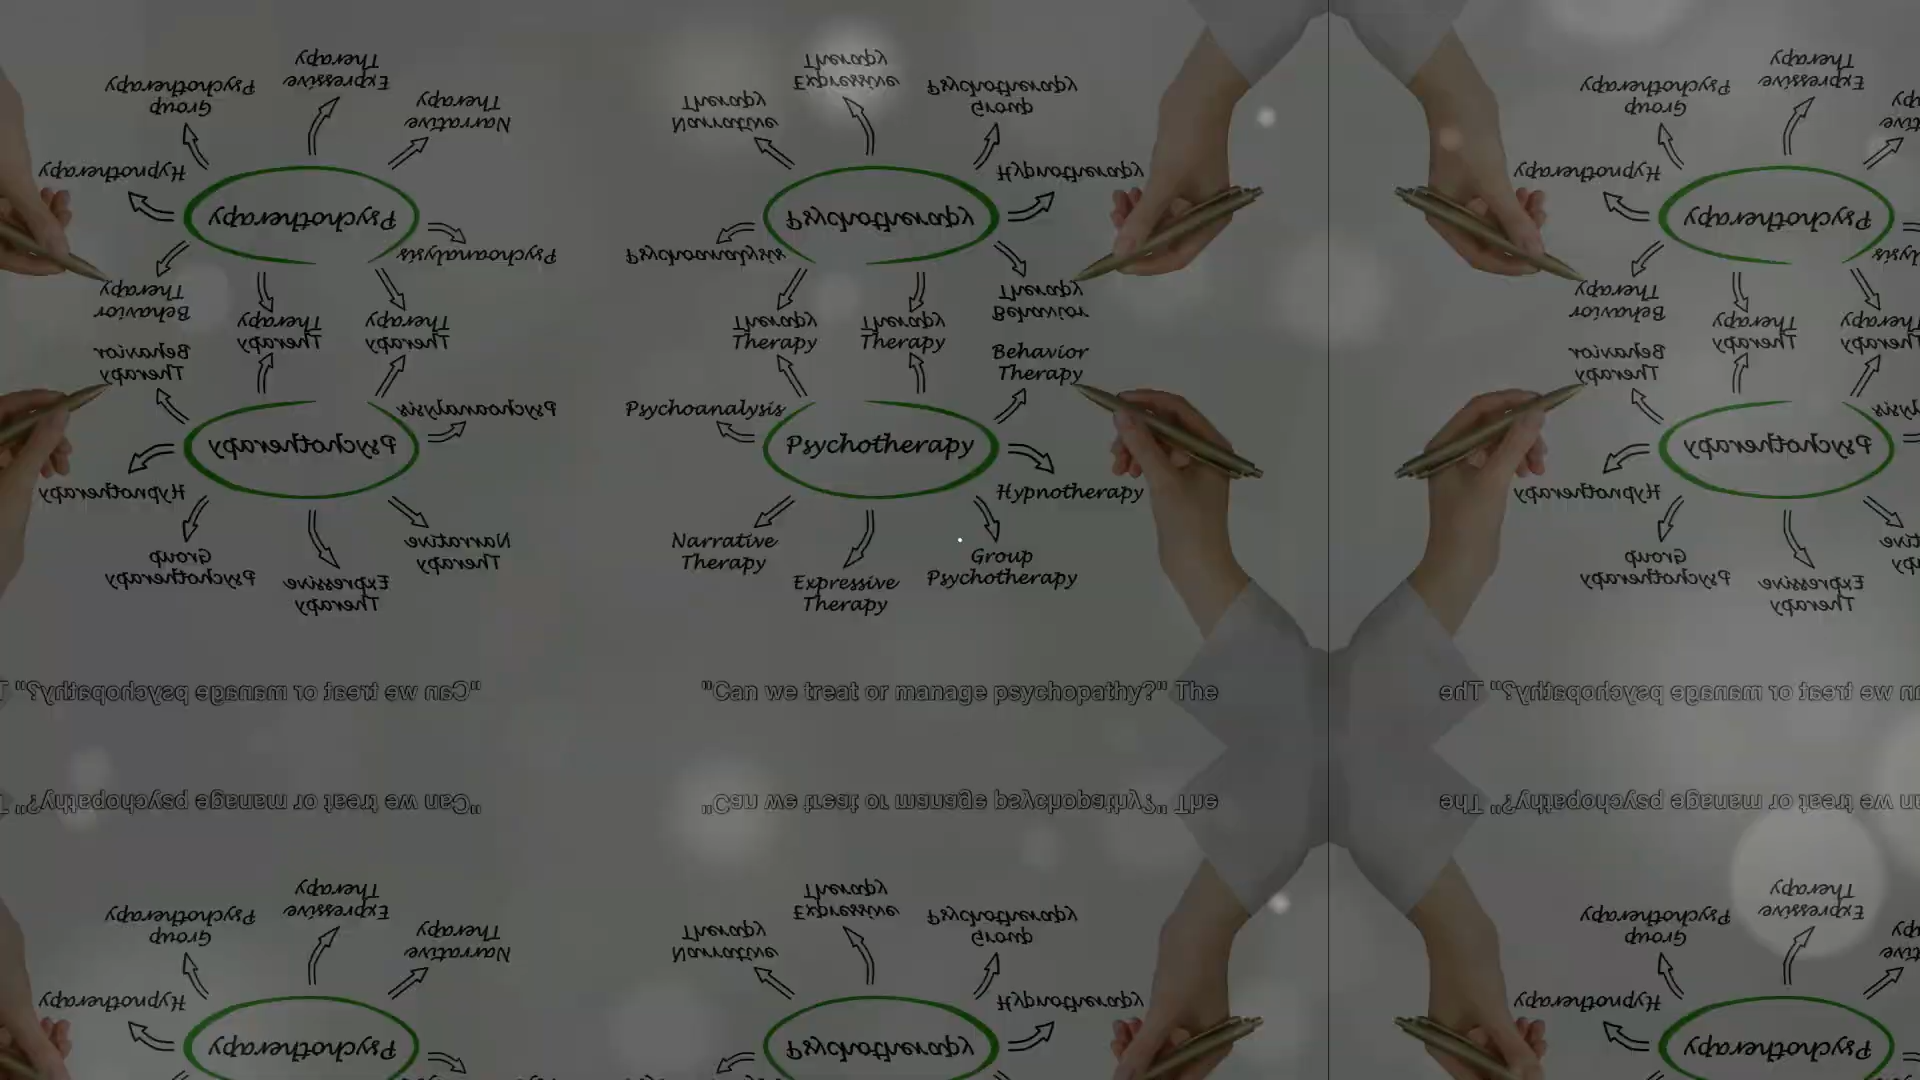 Therapy
Therapy
Behavior
Therapy
Psychoanalysis
Psychotherapy
Hypnotherapy
Narrative
Therapy
Group
Psychotherapy
Expressive
Therapy
"Can we treat or manage psychopathy?" The